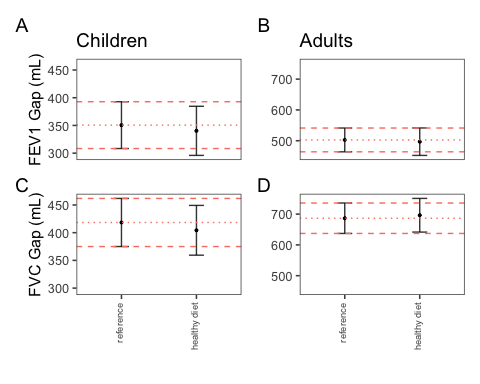 A
B
Children
Adults
FEV1 Gap (mL)
450
400
350
300
700
600
500
C
D
FVC Gap (mL)
450
400
350
300
700
600
500
reference
healthy diet
reference
healthy diet